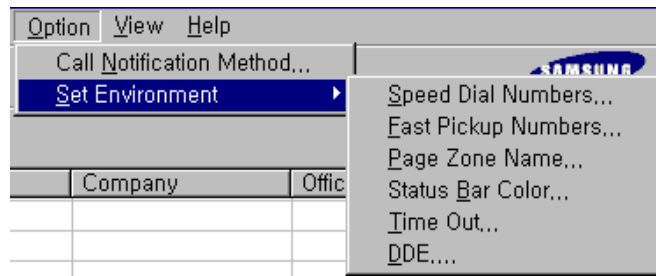 Option View Help
Call Notification Method,,,
SAMSUNG
Set Environment
Speed Dial Numbers,,,
Fast Pickup Numbers,,,
Page Zone Name,,,
Status Bar Color,,,
Time Out,,,
DDE,,,,
Company Offic